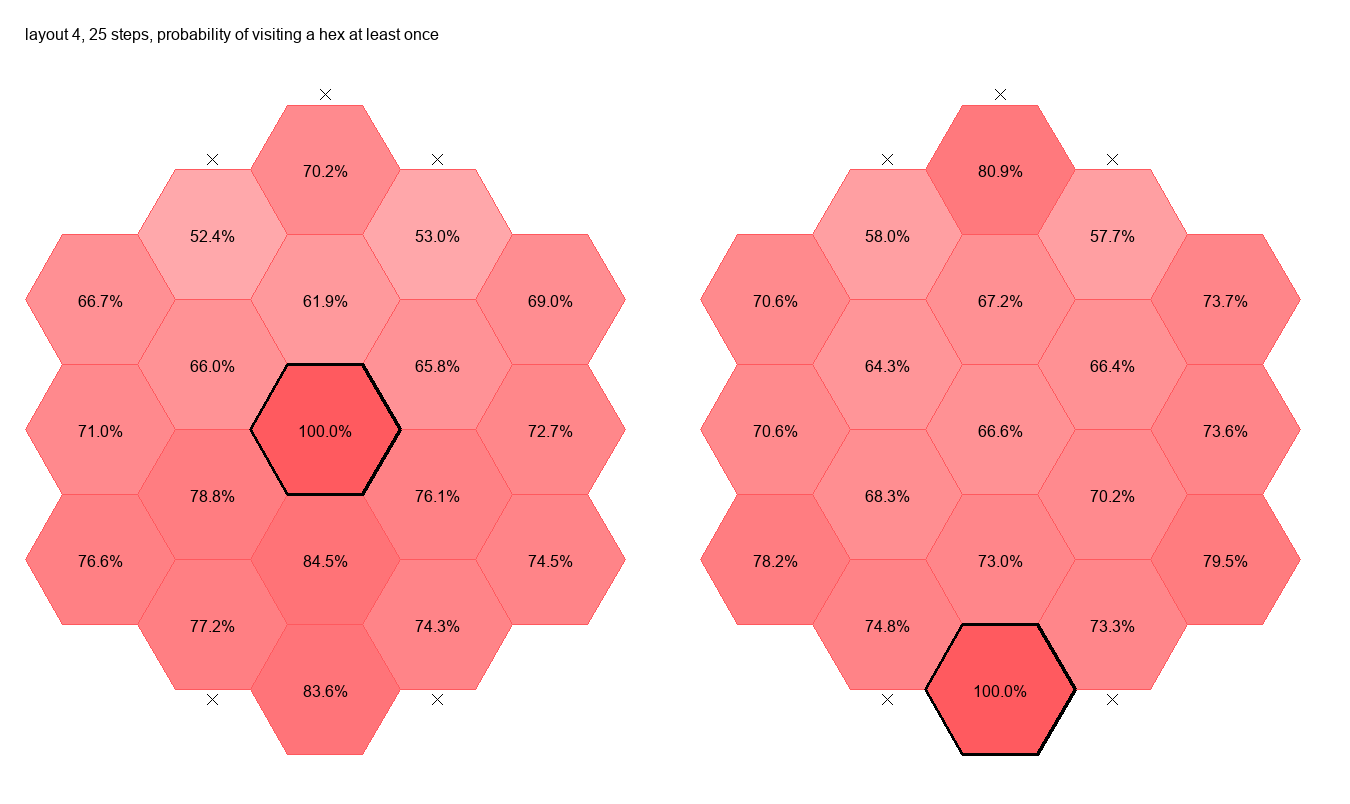 layout 4, 25 steps, probability of visiting a hex at least once
70.2% 80.9%
52.4% 53.0% 58.0% 57.7%
66.7% 61.9% 69.0% 70.6% 67.2% 73.7%
66.0% 65.8% 64.3% 66.4%
71.0% 100.0% 72.7% 70.6% 66.6% 73.6%
78.8% 76.1% 68.3% 70.2%
76.6% 84.5% 74.5% 78.2% 73.0% 79.5%
77.2% 74.3% 74.8% 73.3%
83.6% 100.0%